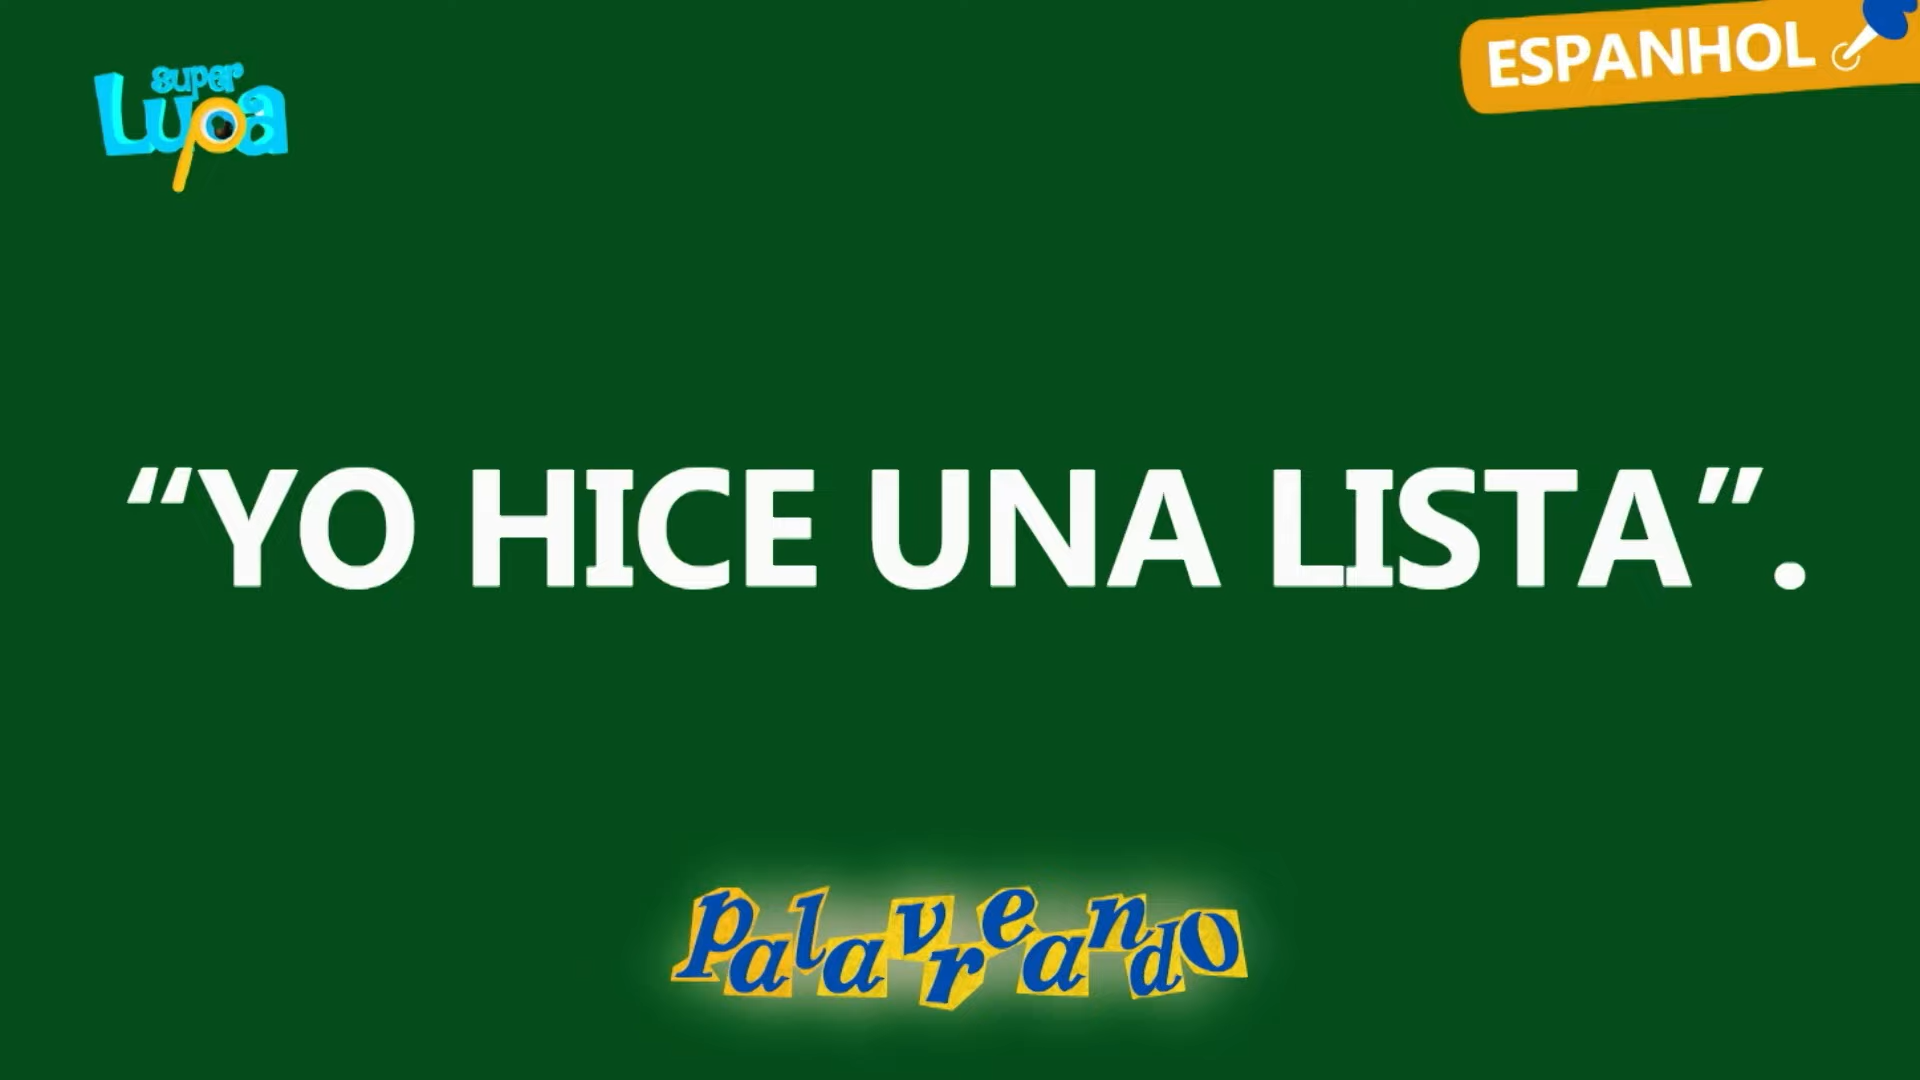 super
Lupa
ESPANHOL
“YO HICE UNA LISTA”.
Palavreando